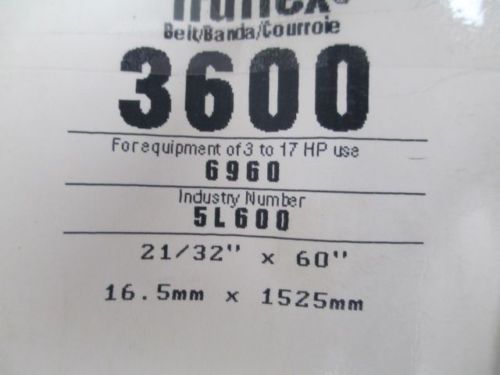 Belt/Banda/Courroie
3600
For equipment of 3 to 17 HP use
6960
Industry Number
5L600
21/32" x 60"
16.5mm x 1525mm